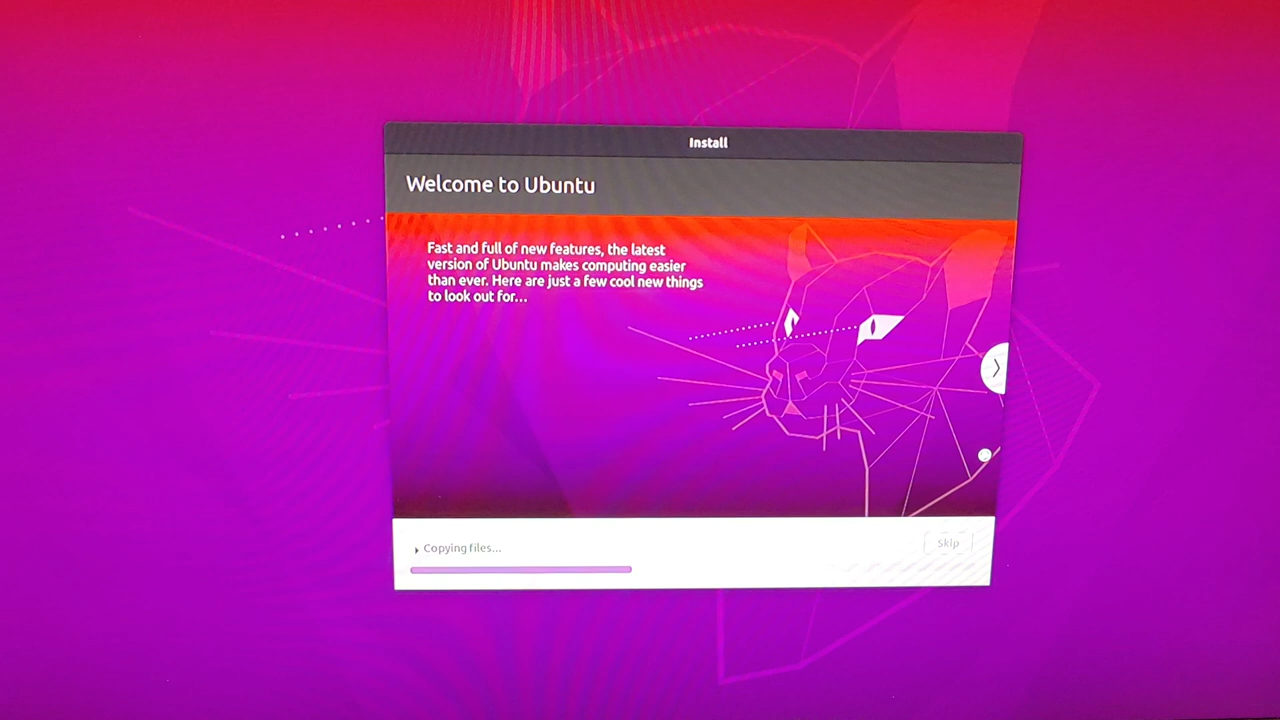 Install
Welcome to Ubuntu
Fast and full of new features, the latest
version of Ubuntu makes computing easier
than ever. Here are just a few cool new things
to look out for...
Copying files...
Skip